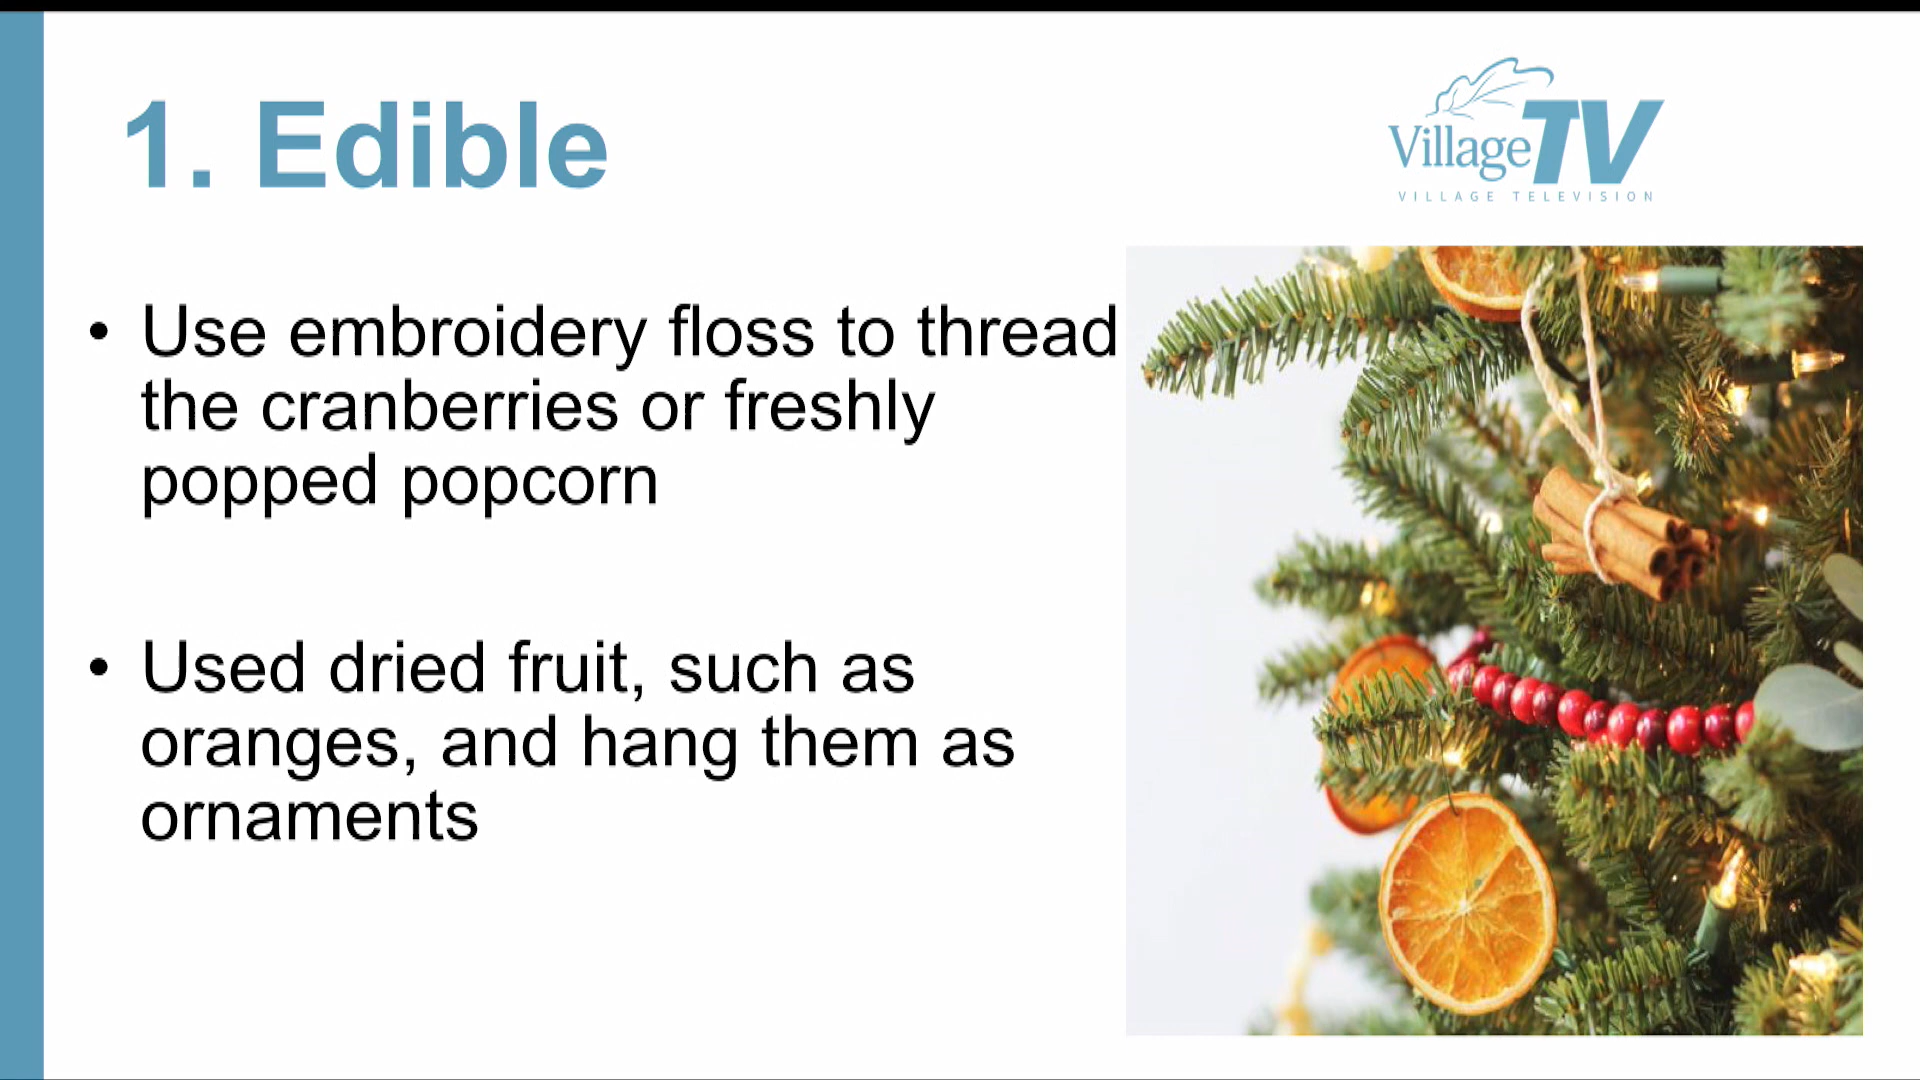 1. Edible
Village TV
VILLAGE TELEVISION
• Use embroidery floss to thread
the cranberries or freshly
popped popcorn
• Used dried fruit, such as
oranges, and hang them as
ornaments